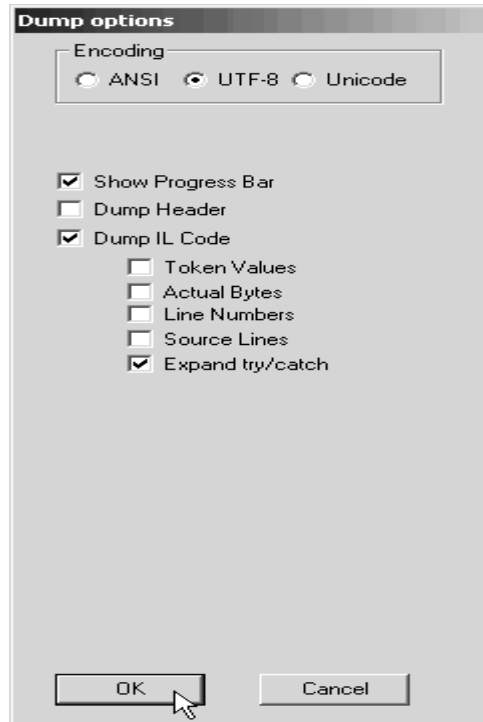 Dump options
Encoding
ANSI UTF-8 Unicode
Show Progress Bar
Dump Header
Dump IL Code
Token Values
Actual Bytes
Line Numbers
Source Lines
Expand try/catch
OK Cancel